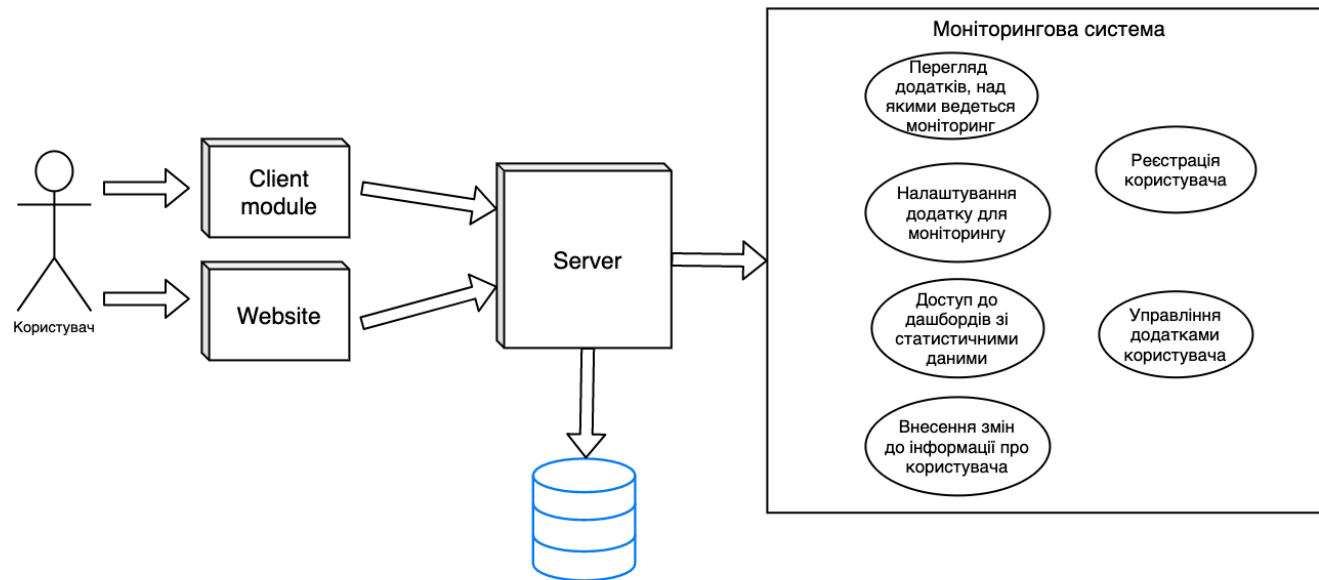 Моніторингова система
Перегляд
додатків, над
якими ведеться
моніторинг
Реєстрація
користувача
Client
module
Налаштування
додатку для
моніторингу
Server
Website
Користувач
Доступ до
дашбордів зі
статистичними
даними
Управління
додатками
користувача
Внесення змін
до інформації про
користувача